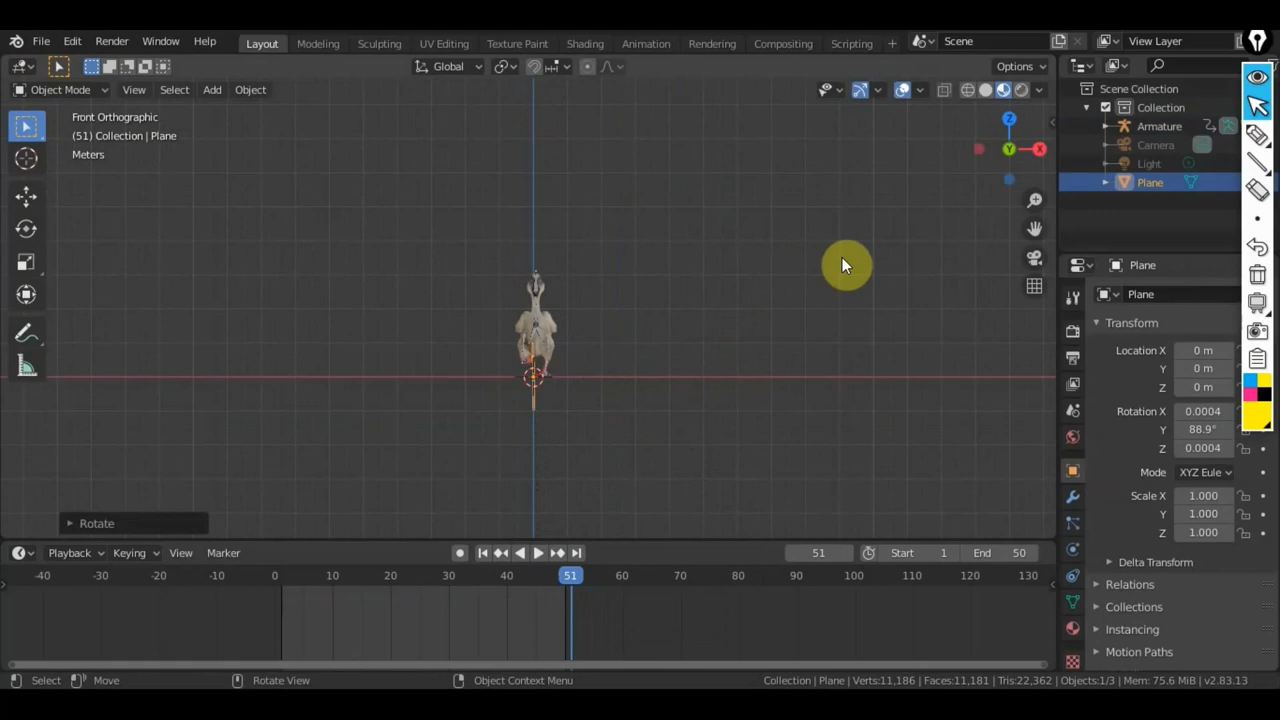 File Edit Render Window Help Layout Modeling Sculpting UV Editing Texture Paint Shading Animation Rendering Compositing Scripting + Scene View Layer
Global Options
Object Mode View Select Add Object
Front Orthographic
(51) Collection | Plane
Meters
Z
Y
X
Scene Collection
Collection
Armature
Camera
Light
Plane
Plane
Plane
Transform
Location X 0 m
Y 0 m
Z 0 m
Rotation X 0.0004
Y 88.9°
Z 0.0004
Mode XYZ Eule
Scale X 1.000
Y 1.000
Z 1.000
Delta Transform
Relations
Collections
Instancing
Motion Paths
Rotate
Playback Keying View Marker 51 Start 1 End 50
-40 -30 -20 -10 0 10 20 30 40 51 60 70 80 90 100 110 120 130
Select Move Rotate View Object Context Menu Collection | Plane | Verts:11,186 | Faces:11,181 | Tris:22,362 | Objects:1/3 | Mem: 75.6 MiB | v2.83.13